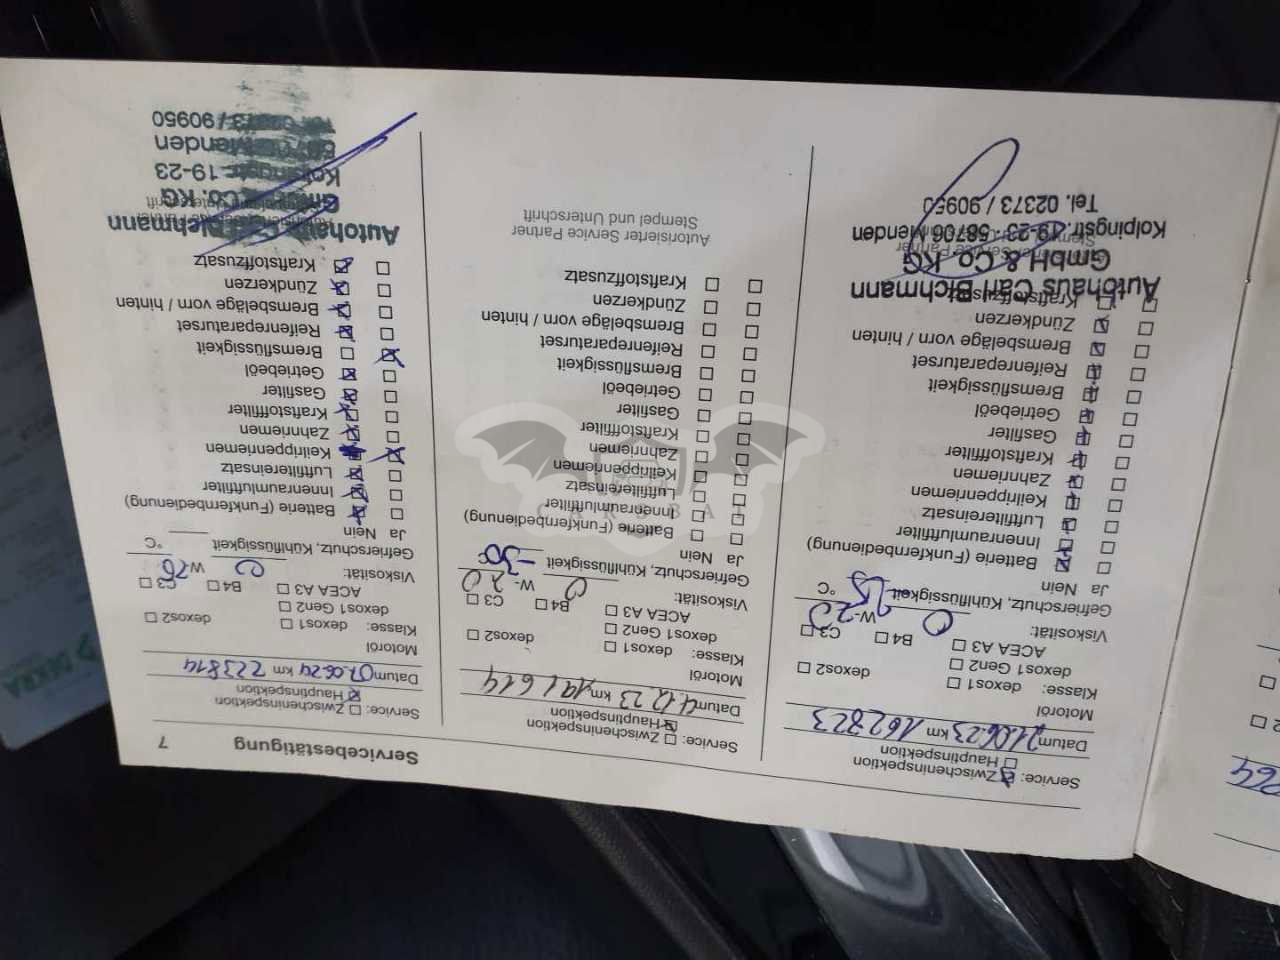 Servicebestätigung 7
Service: Zwischeninspektion
Hauptinspektion
Datum 21.06.23 km 162823
Motoröl
Klasse: dexos1 dexos2
dexos1 Gen2
ACEA A3 B4 C3
Viskosität: 0 W-20
Gefrierschutz, Kühlflüssigkeit °C
Ja Nein
Batterie (Funkfernbedienung)
Innenraumluftfilter
Luftfiltereinsatz
Keilrippenriemen
Zahnriemen
Kraftstofffilter
Gasfilter
Getriebeöl
Bremsflüssigkeit
Reifenreparaturset
Bremsbeläge vorn / hinten
Zündkerzen
Kraftstoffzusatz
Autohaus Carl Bichmann
GmbH & Co. KG
Kolpingstr. 19-23 - 58706 Menden
Tel. 02373 / 90950
Service: Zwischeninspektion
Hauptinspektion
Datum 4.12.23 km 191614
Motoröl
Klasse: dexos1 dexos2
dexos1 Gen2
ACEA A3 B4 C3
Viskosität: 0 W-20
Gefrierschutz, Kühlflüssigkeit -30 °C
Ja Nein
Batterie (Funkfernbedienung)
Innenraumluftfilter
Luftfiltereinsatz
Keilrippenriemen
Zahnriemen
Kraftstofffilter
Gasfilter
Getriebeöl
Bremsflüssigkeit
Reifenreparaturset
Bremsbeläge vorn / hinten
Zündkerzen
Kraftstoffzusatz
Autorisierter Service Partner
Stempel und Unterschrift
Service: Zwischeninspektion
Hauptinspektion
Datum 07.06.24 km 223814
Motoröl
Klasse: dexos1 dexos2
dexos1 Gen2
ACEA A3 B4 C3
Viskosität: 0 W-20
Gefrierschutz, Kühlflüssigkeit °C
Ja Nein
Batterie (Funkfernbedienung)
Innenraumluftfilter
Luftfiltereinsatz
Keilrippenriemen
Zahnriemen
Kraftstofffilter
Gasfilter
Getriebeöl
Bremsflüssigkeit
Reifenreparaturset
Bremsbeläge vorn / hinten
Zündkerzen
Kraftstoffzusatz
Autohaus Bichmann
Co. KG
19-23
Menden
/ 90950
DEKRA
CARSBAT